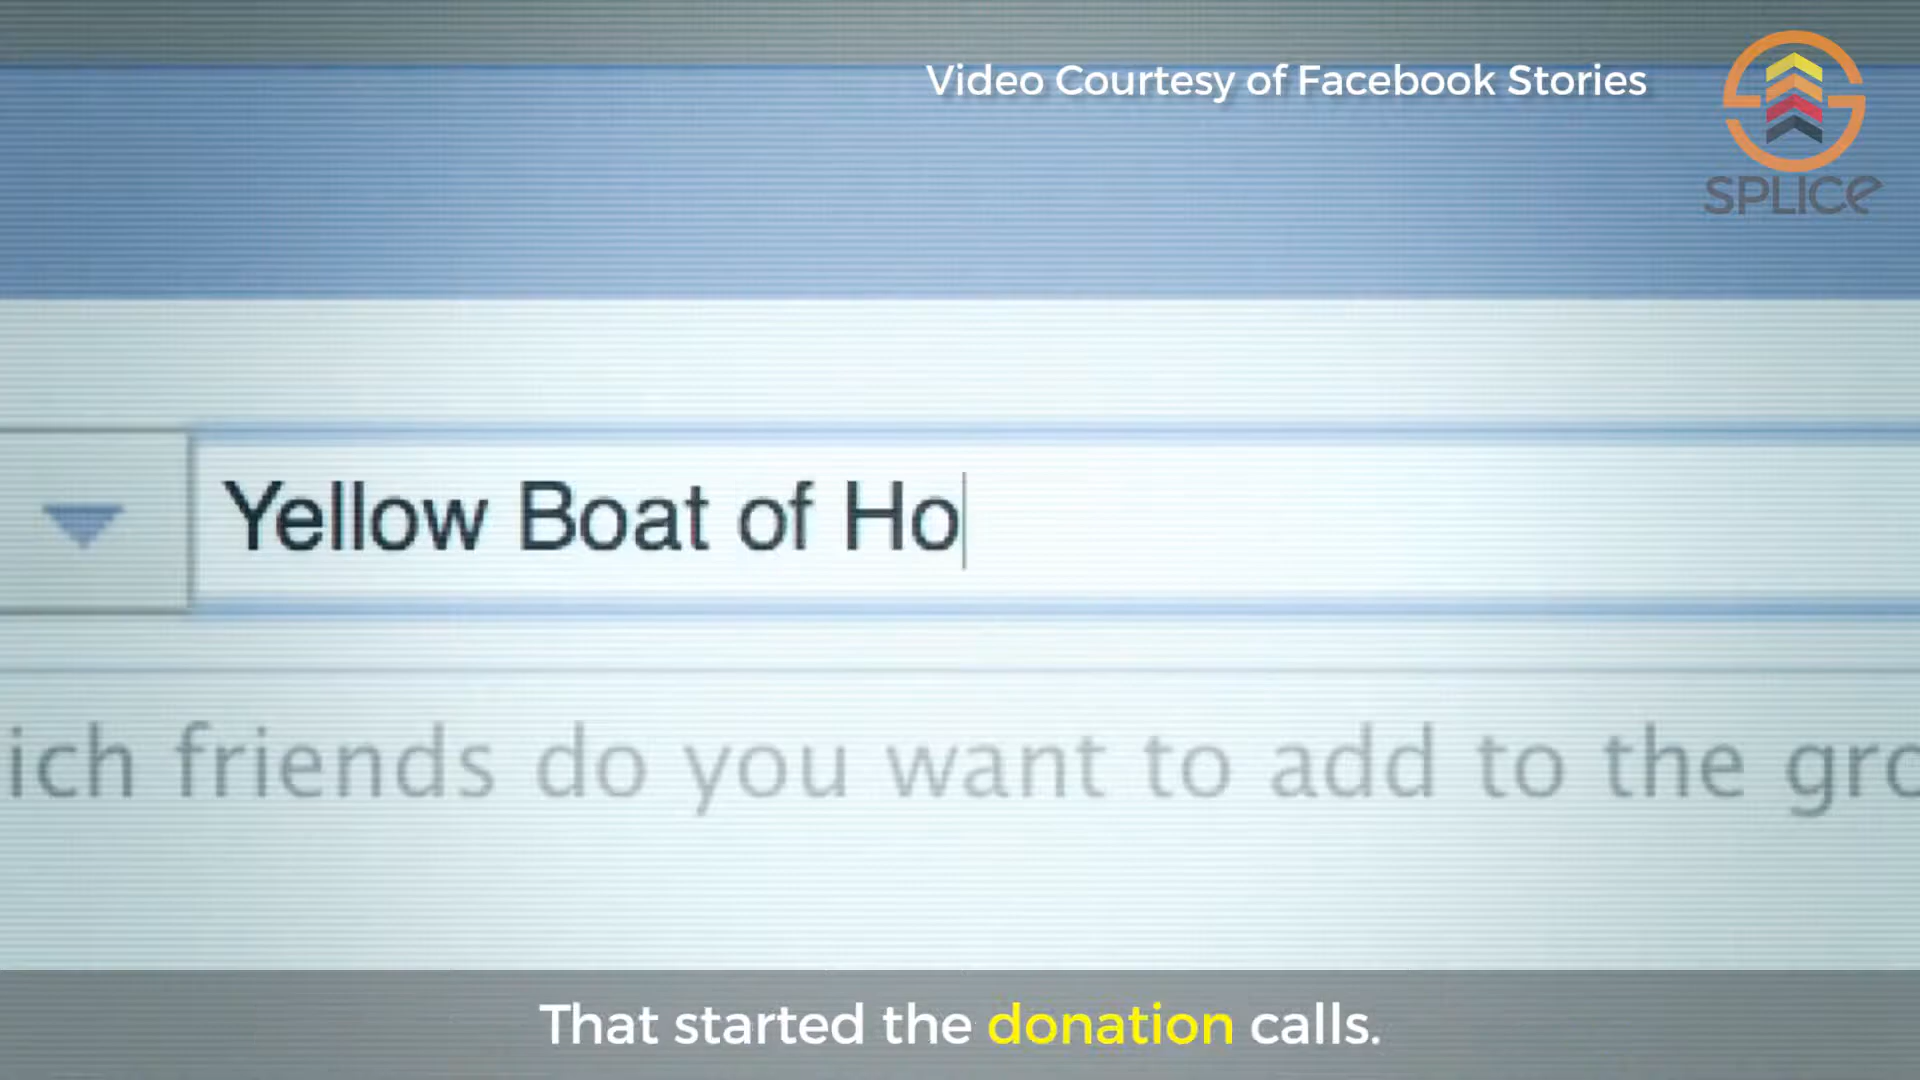 Video Courtesy of Facebook Stories
SPLICE
Yellow Boat of Ho
ich friends do you want to add to the gro
That started the donation calls.